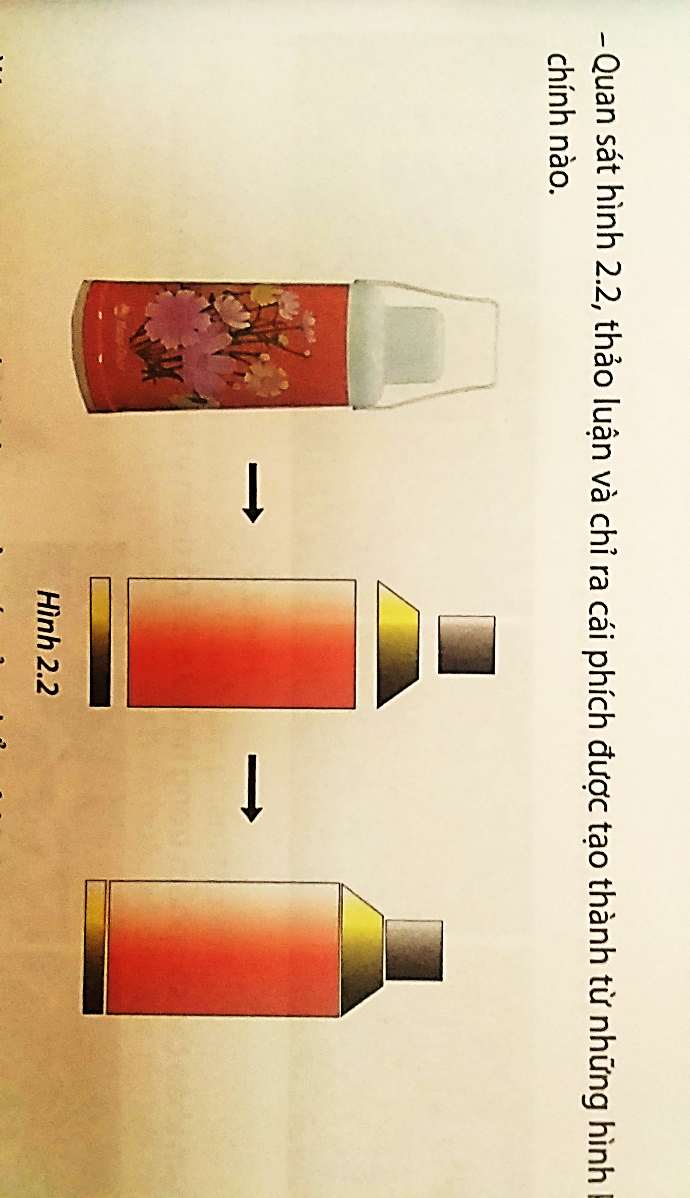 – Quan sát hình 2.2, thảo luận và chỉ ra cái phích được tạo thành từ những hình
chính nào.
Hình 2.2